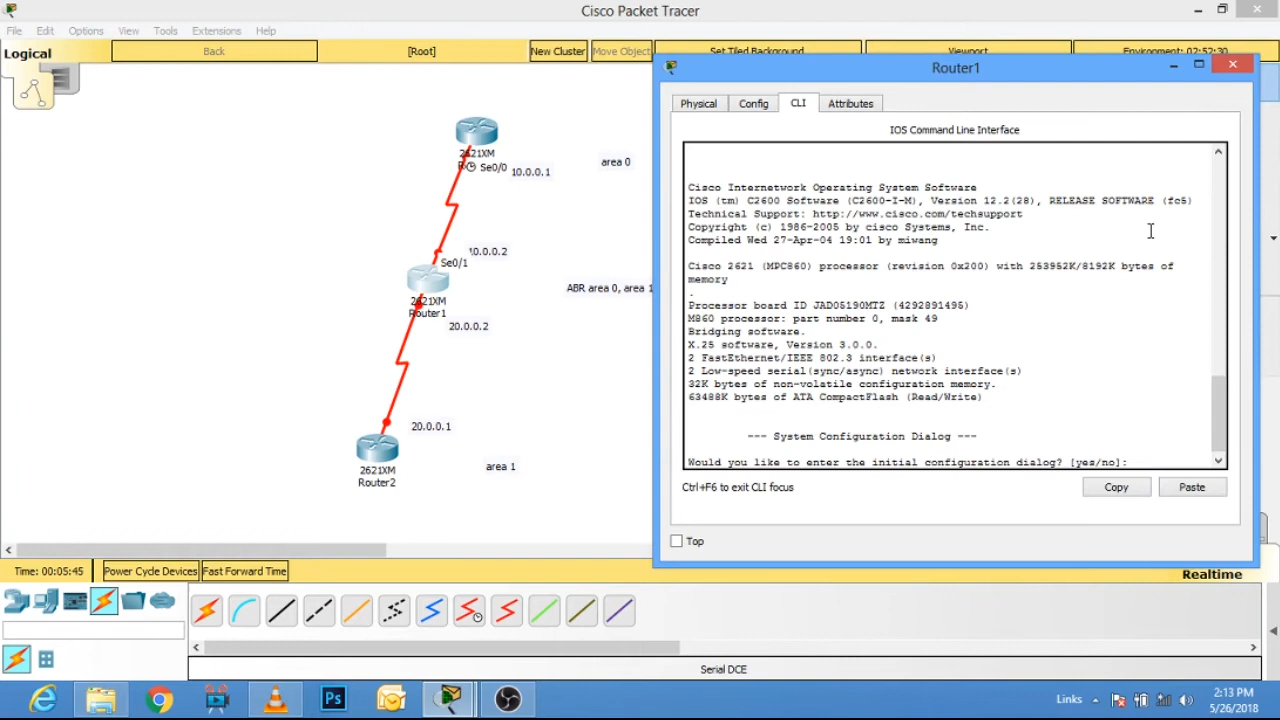 Cisco Packet Tracer
File Edit Options View Tools Extensions Help
Logical
Back
[Root]
New Cluster
Move Object
Set Tiled Background
Viewport
Environment: 02:52:30
2621XM
Se0/0
10.0.0.1
area 0
10.0.0.2
Se0/1
2621XM
Router1
ABR area 0, area 1
20.0.0.2
20.0.0.1
2621XM
Router2
area 1
Router1
Physical Config CLI Attributes
IOS Command Line Interface
Cisco Internetwork Operating System Software
IOS (tm) C2600 Software (C2600-I-M), Version 12.2(28), RELEASE SOFTWARE (fc5)
Technical Support: http://www.cisco.com/techsupport
Copyright (c) 1986-2005 by cisco Systems, Inc.
Compiled Wed 27-Apr-04 19:01 by miwang
Cisco 2621 (MPC860) processor (revision 0x200) with 253952K/8192K bytes of
memory
.
Processor board ID JAD05190MTZ (4292891495)
M860 processor: part number 0, mask 49
Bridging software.
X.25 software, Version 3.0.0.
2 FastEthernet/IEEE 802.3 interface(s)
2 Low-speed serial(sync/async) network interface(s)
32K bytes of non-volatile configuration memory.
63488K bytes of ATA CompactFlash (Read/Write)
--- System Configuration Dialog ---
Would you like to enter the initial configuration dialog? [yes/no]:
Ctrl+F6 to exit CLI focus
Copy
Paste
Top
Time: 00:05:45
Power Cycle Devices
Fast Forward Time
Realtime
Serial DCE
Ps
Links
2:13 PM
5/26/2018